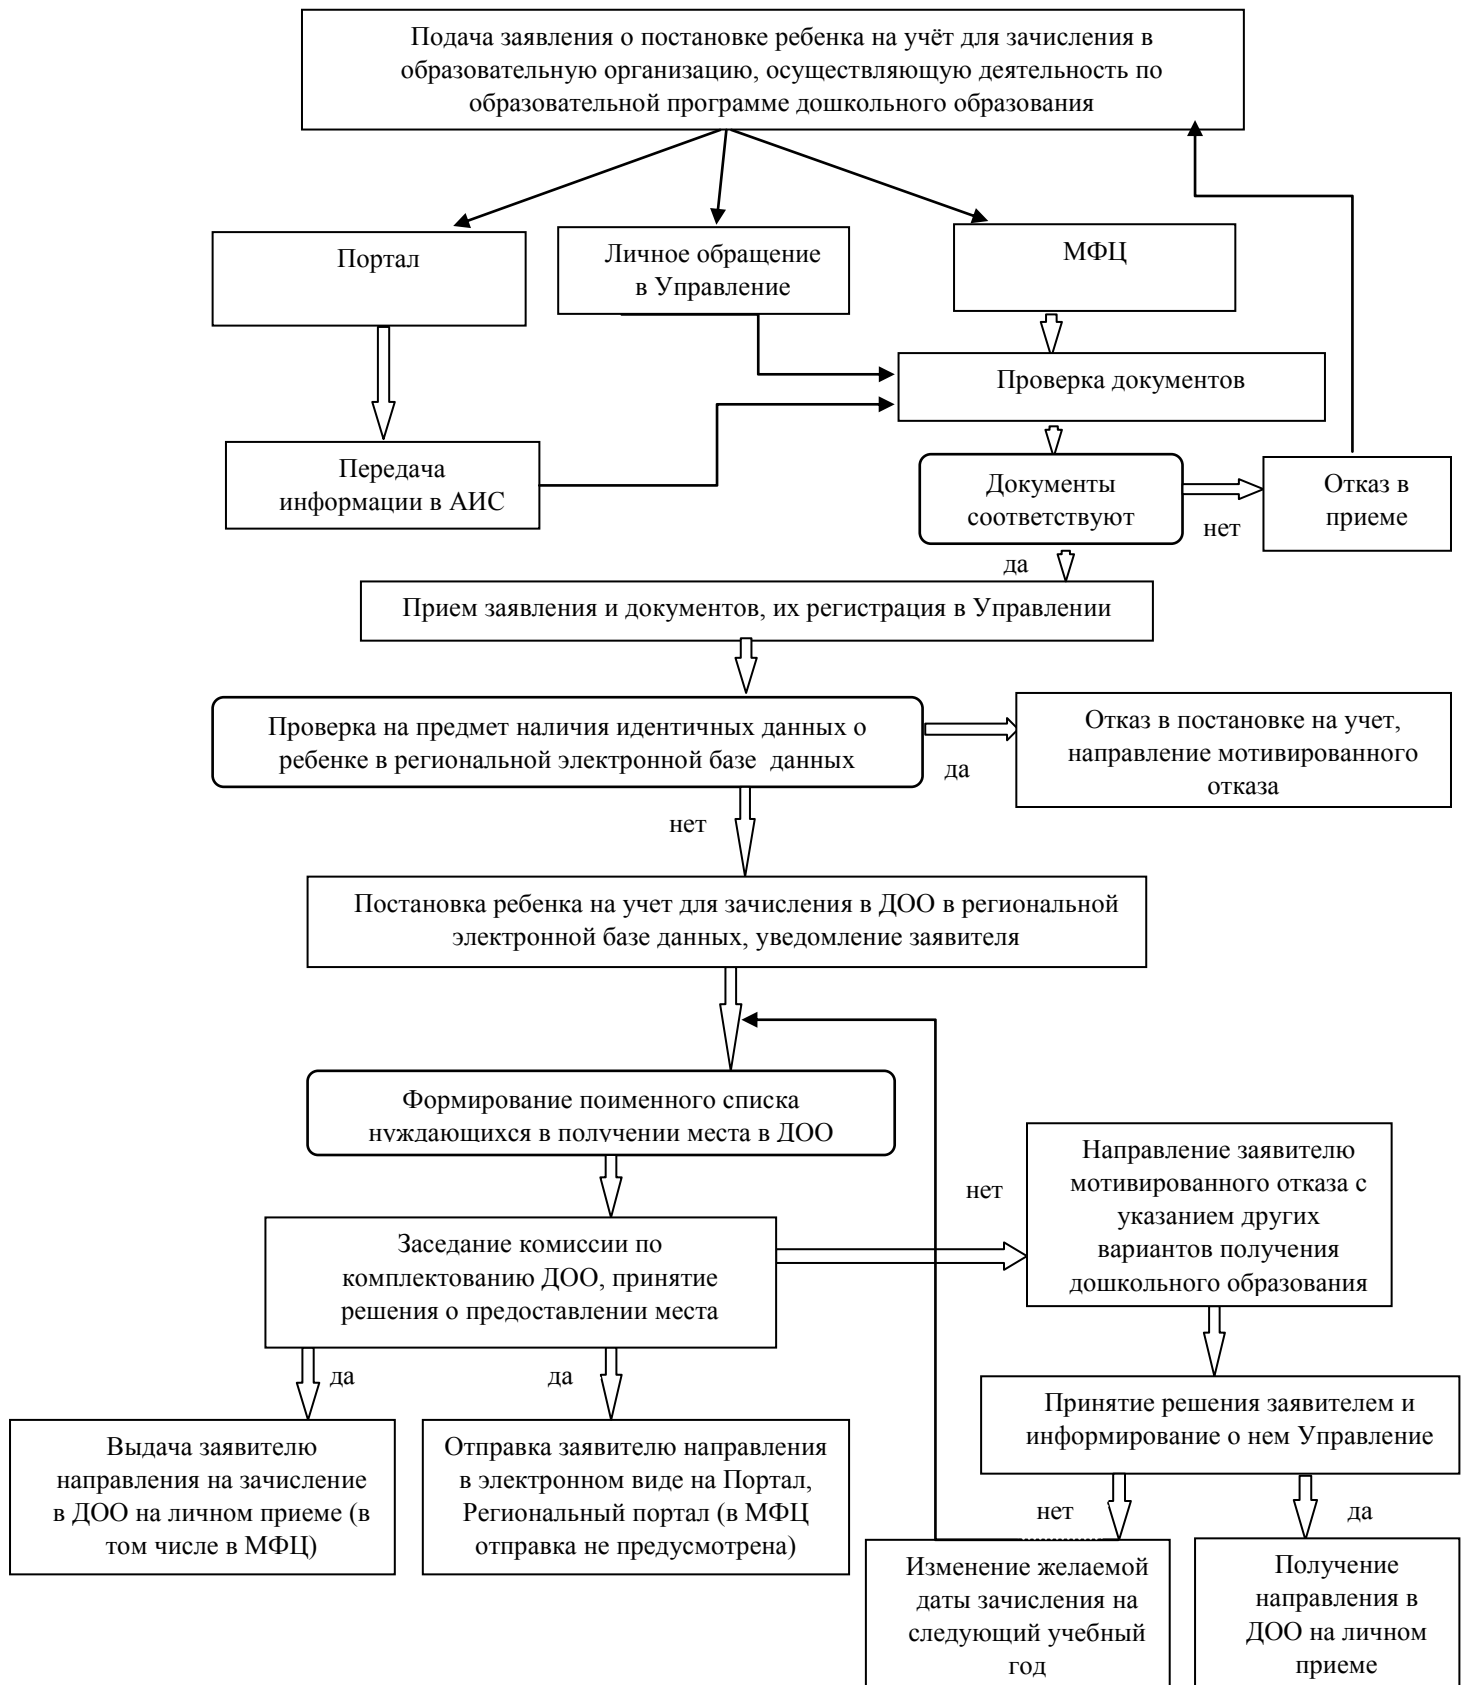 Подача заявления о постановке ребенка на учёт для зачисления в
образовательную организацию, осуществляющую деятельность по
образовательной программе дошкольного образования
Портал
Личное обращение
в Управление
МФЦ
Проверка документов
Передача
информации в АИС
Документы
соответствуют
нет
Отказ в
приеме
да
Прием заявления и документов, их регистрация в Управлении
Проверка на предмет наличия идентичных данных о
ребенке в региональной электронной базе данных
да
Отказ в постановке на учет,
направление мотивированного
отказа
нет
Постановка ребенка на учет для зачисления в ДОО в региональной
электронной базе данных, уведомление заявителя
Формирование поименного списка
нуждающихся в получении места в ДОО
нет
Направление заявителю
мотивированного отказа с
указанием других
вариантов получения
дошкольного образования
Заседание комиссии по
комплектованию ДОО, принятие
решения о предоставлении места
да
да
Принятие решения заявителем и
информирование о нем Управление
Выдача заявителю
направления на зачисление
в ДОО на личном приеме (в
том числе в МФЦ)
Отправка заявителю направления
в электронном виде на Портал,
Региональный портал (в МФЦ
отправка не предусмотрена)
нет
да
Изменение желаемой
даты зачисления на
следующий учебный
год
Получение
направления в
ДОО на личном
приеме